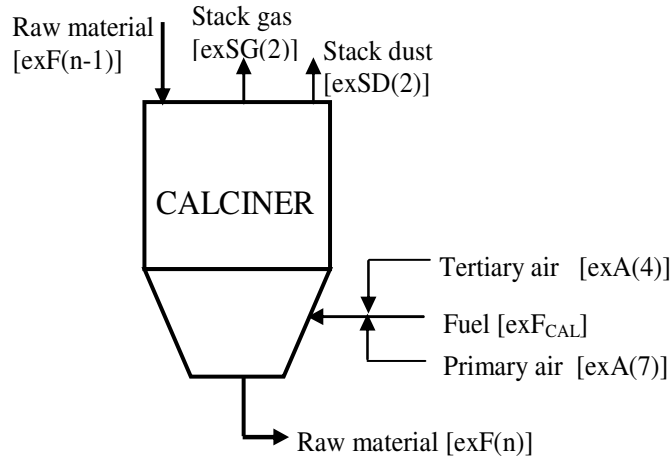 Raw material
[exF(n-1)]
Stack gas
[exSG(2)]
Stack dust
[exSD(2)]
CALCINER
Tertiary air [exA(4)]
Fuel [exFCAL]
Primary air [exA(7)]
Raw material [exF(n)]